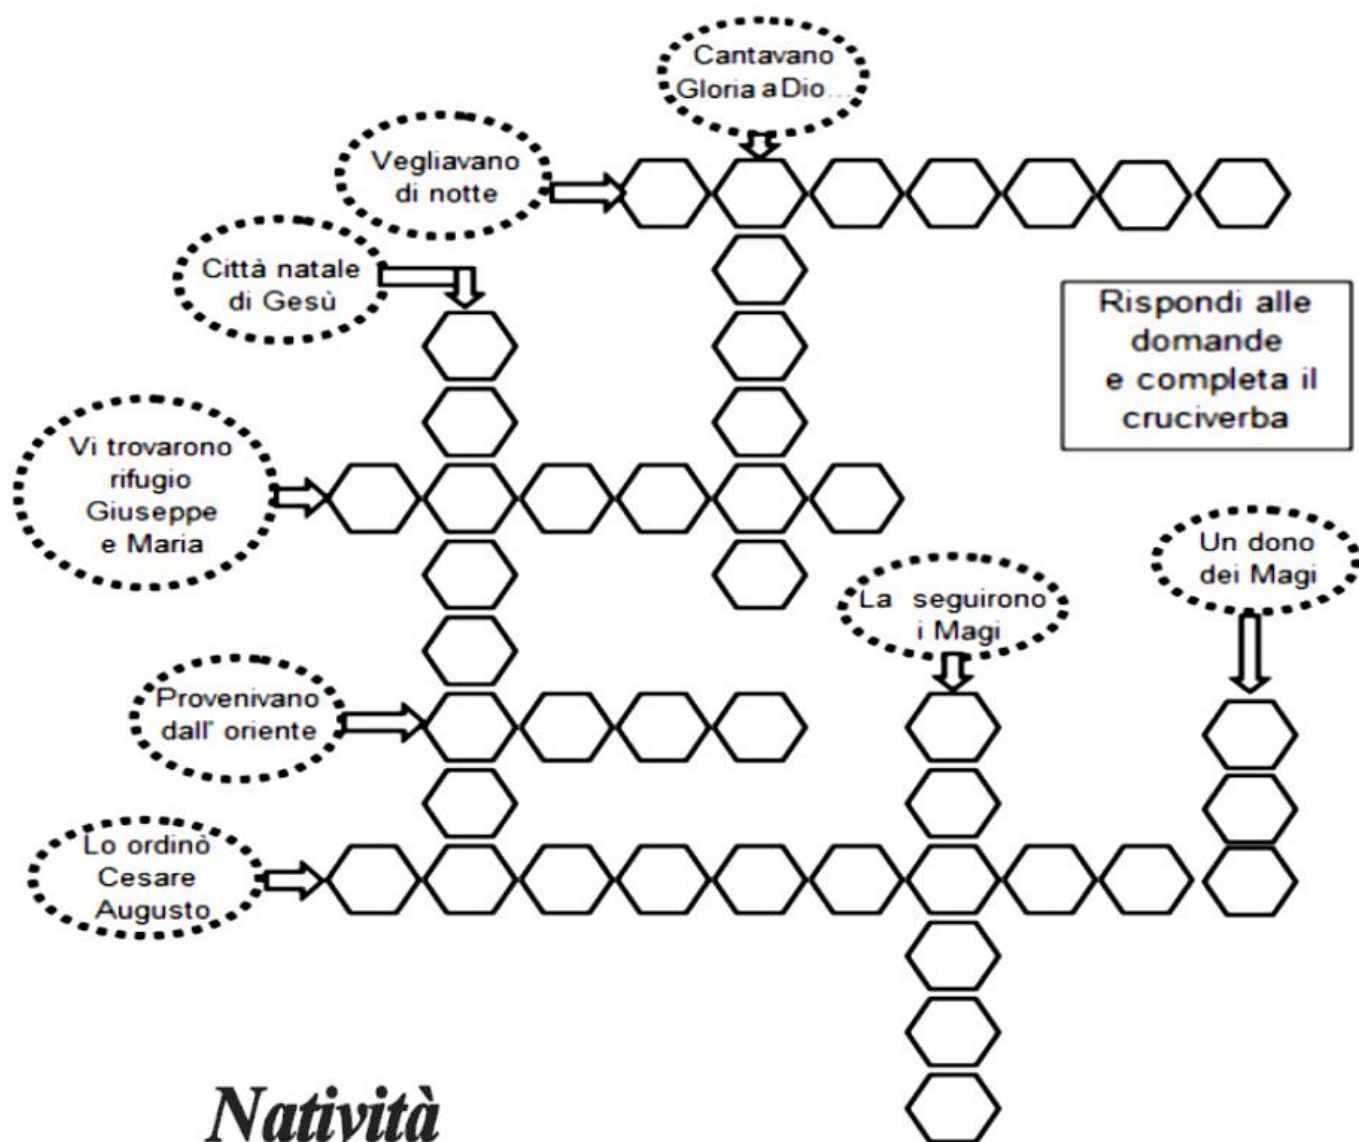 Cantavano
Gloria a Dio...
Vegliavano
di notte
Città natale
di Gesù
Rispondi alle
domande
e completa il
cruciverba
Vi trovarono
rifugio
Giuseppe
e Maria
Un dono
dei Magi
La seguirono
i Magi
Provenivano
dall' oriente
Lo ordinò
Cesare
Augusto
Natività